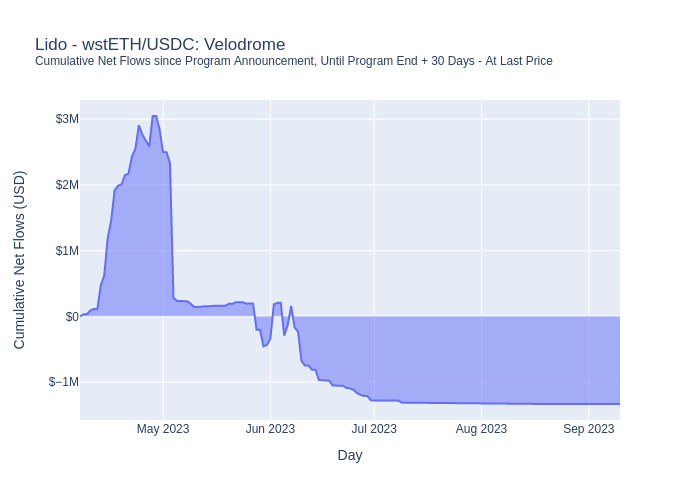 Lido - wstETH/USDC: Velodrome
Cumulative Net Flows since Program Announcement, Until Program End + 30 Days - At Last Price
Cumulative Net Flows (USD)
$3M
$2M
$1M
$0
$−1M
May 2023
Jun 2023
Jul 2023
Aug 2023
Sep 2023
Day